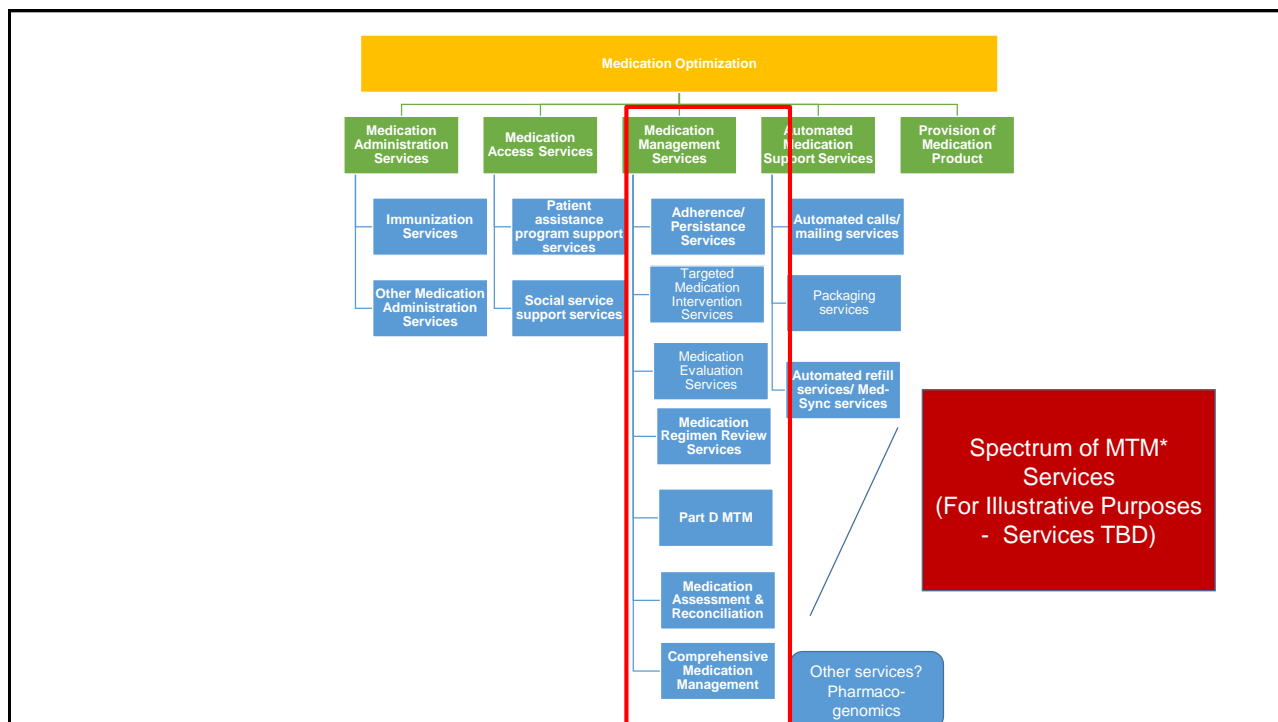 Medication Optimization
Medication
Administration
Services
Medication
Access Services
Medication
Management
Services
Automated
Medication
Support Services
Provision of
Medication
Product
Immunization
Services
Other Medication
Administration
Services
Patient
assistance
program support
services
Social service
support services
Adherence/
Persistance
Services
Targeted
Medication
Intervention
Services
Medication
Evaluation
Services
Medication
Regimen Review
Services
Part D MTM
Medication
Assessment &
Reconciliation
Comprehensive
Medication
Management
Automated calls/
mailing services
Packaging
services
Automated refill
services/ Med-
Sync services
Spectrum of MTM*
Services
(For Illustrative Purposes
- Services TBD)
Other services?
Pharmaco-
genomics